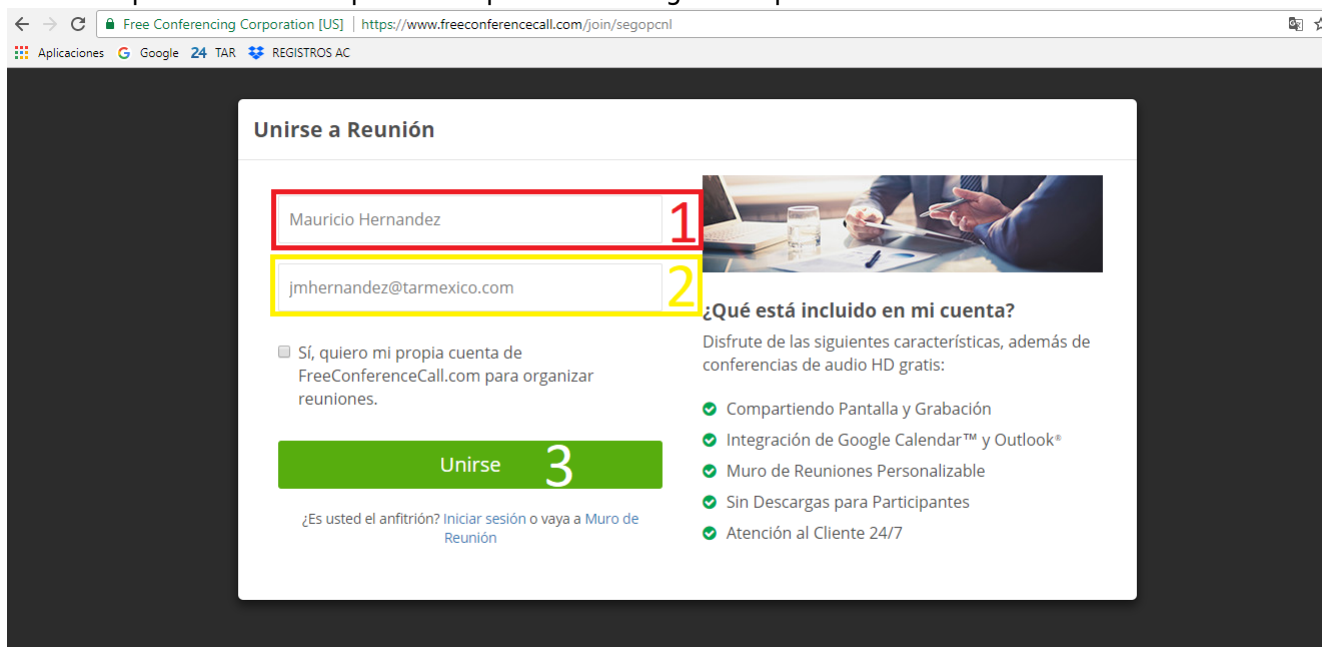 Free Conferencing Corporation [US] | https://www.freeconferencecall.com/join/segopcnl
Aplicaciones G Google 24 TAR REGISTROS AC
Unirse a Reunión
Mauricio Hernandez 1
jmhernandez@tarmexico.com 2
Sí, quiero mi propia cuenta de
FreeConferenceCall.com para organizar
reuniones.
Unirse 3
¿Es usted el anfitrión? Iniciar sesión o vaya a Muro de
Reunión
¿Qué está incluido en mi cuenta?
Disfrute de las siguientes características, además de
conferencias de audio HD gratis:
Compartiendo Pantalla y Grabación
Integración de Google Calendar™ y Outlook®
Muro de Reuniones Personalizable
Sin Descargas para Participantes
Atención al Cliente 24/7